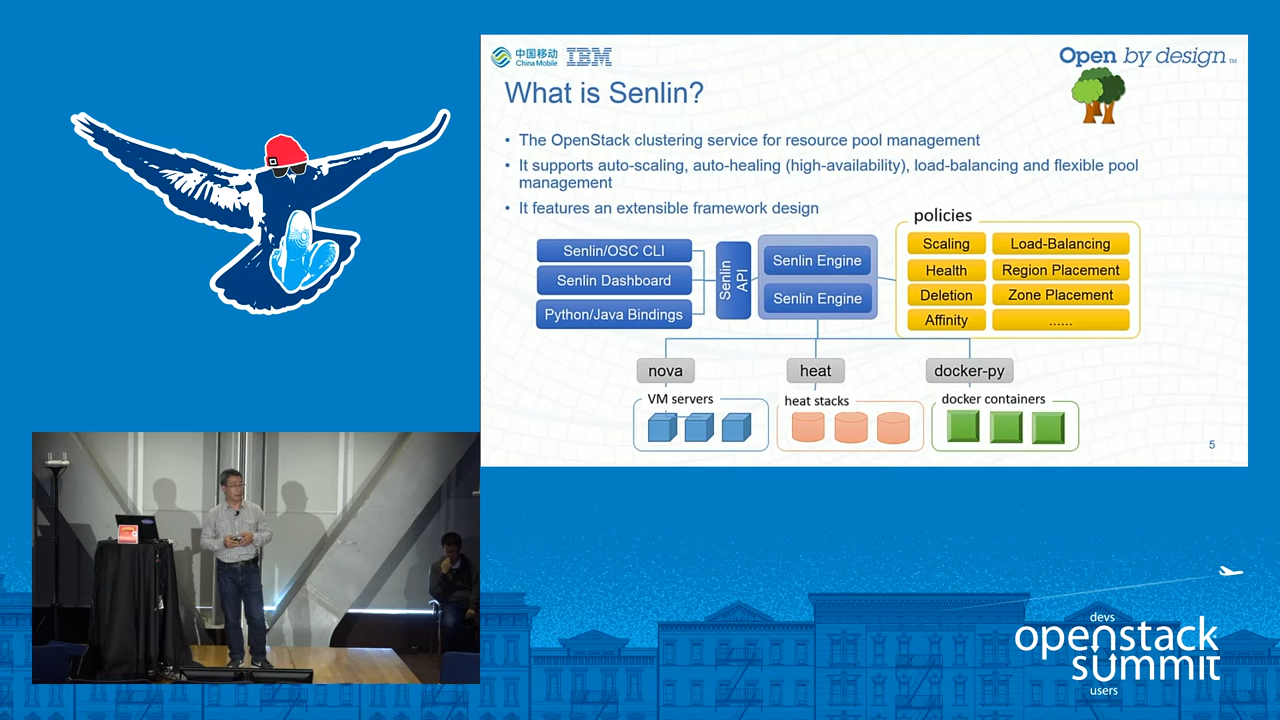 中国移动
China Mobile
IBM
Open by design™
What is Senlin?
• The OpenStack clustering service for resource pool management
• It supports auto-scaling, auto-healing (high-availability), load-balancing and flexible pool
management
• It features an extensible framework design
policies
Senlin/OSC CLI
Senlin Dashboard
Python/Java Bindings
Senlin
API
Senlin Engine
Senlin Engine
Scaling
Load-Balancing
Health
Region Placement
Deletion
Zone Placement
Affinity
......
nova
heat
docker-py
VM servers
heat stacks
docker containers
5
devs
openstack
summit
users